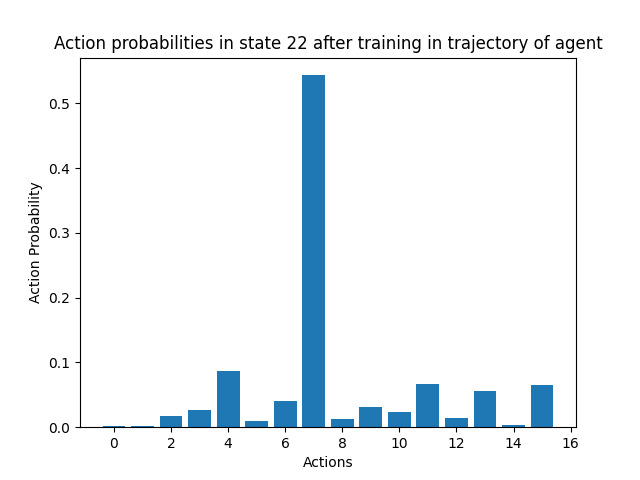 Action probabilities in state 22 after training in trajectory of agent
0.5
0.4
0.3
0.2
0.1
0.0
Action Probability
0 2 4 6 8 10 12 14 16
Actions